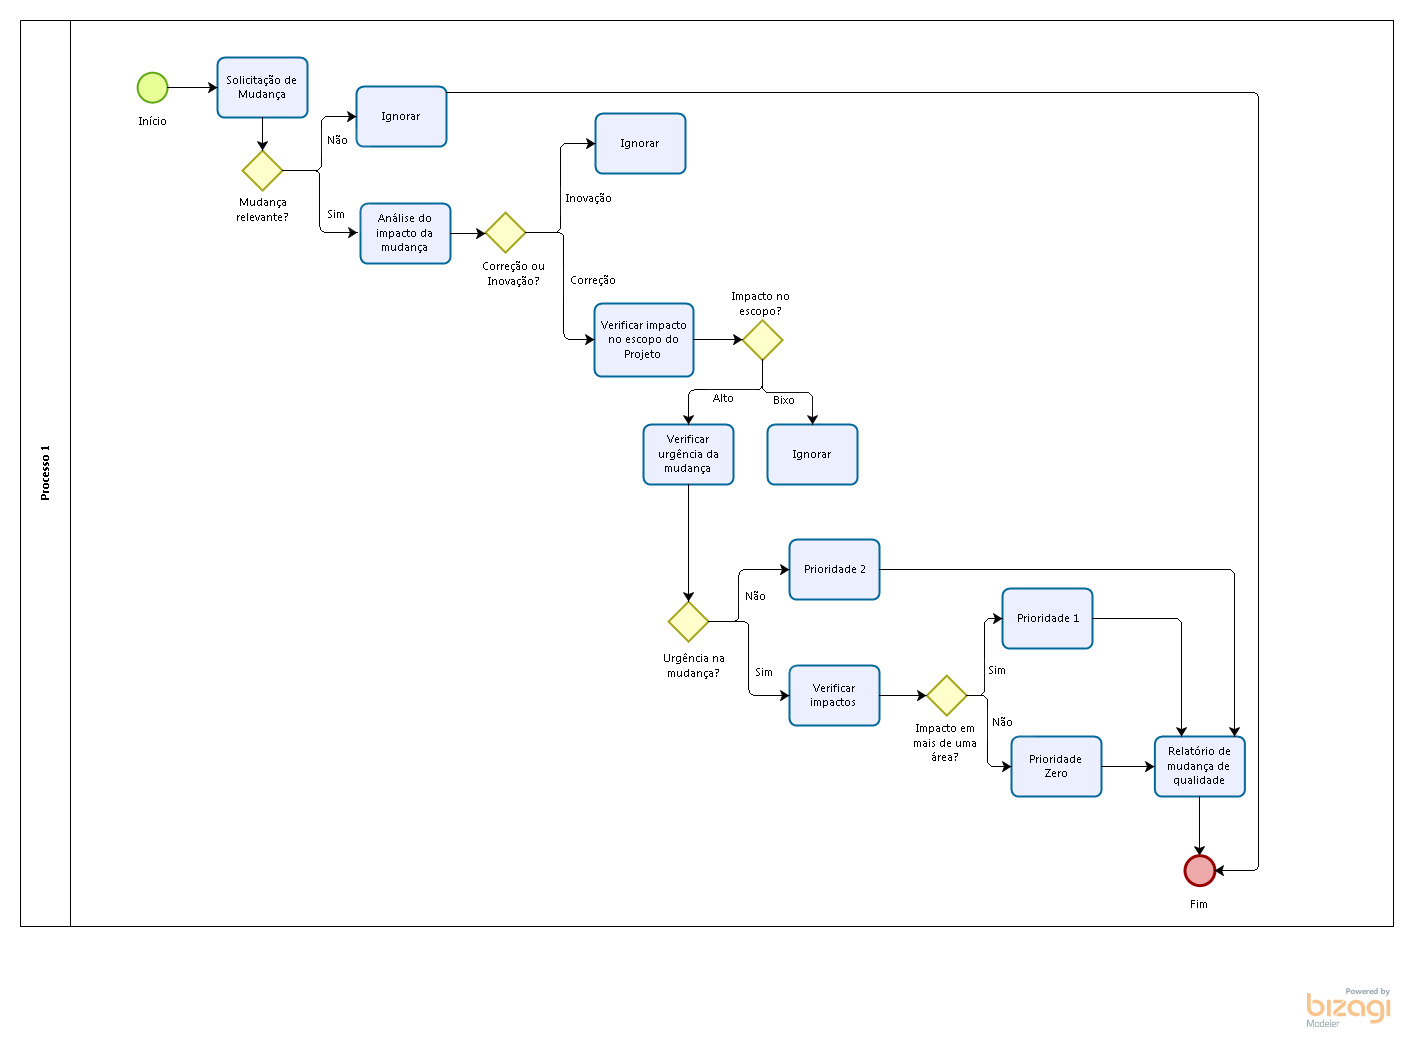 Processo 1
Início
Solicitação de
Mudança
Mudança
relevante?
Não
Ignorar
Sim
Análise do
impacto da
mudança
Correção ou
Inovação?
Inovação
Ignorar
Correção
Verificar impacto
no escopo do
Projeto
Impacto no
escopo?
Alto
Bixo
Verificar
urgência da
mudança
Ignorar
Urgência na
mudança?
Não
Prioridade 2
Sim
Verificar
impactos
Impacto em
mais de uma
área?
Sim
Prioridade 1
Não
Prioridade
Zero
Relatório de
mudança de
qualidade
Fim
Powered by
bizagi
Modeler